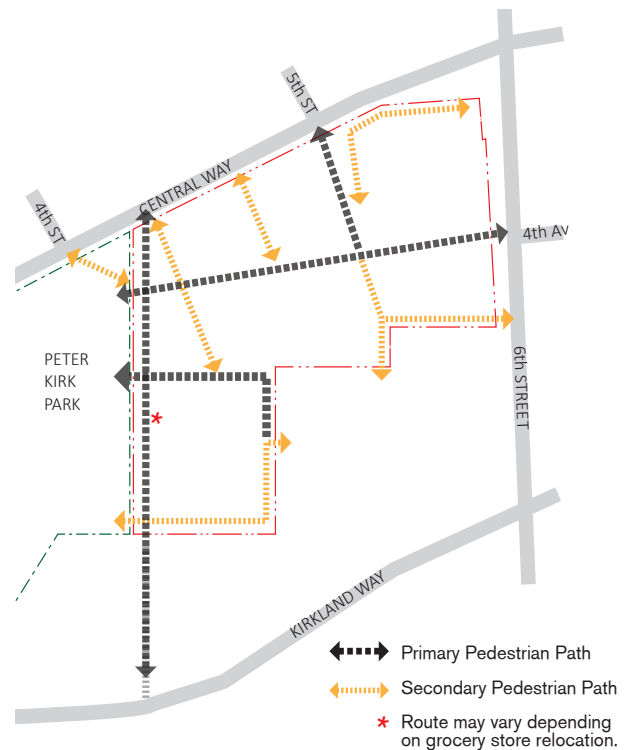 5th ST
CENTRAL WAY
4th ST
4th Av
PETER
KIRK
PARK
*
6th STREET
KIRKLAND WAY
Primary Pedestrian Path
Secondary Pedestrian Path
* Route may vary depending
on grocery store relocation.